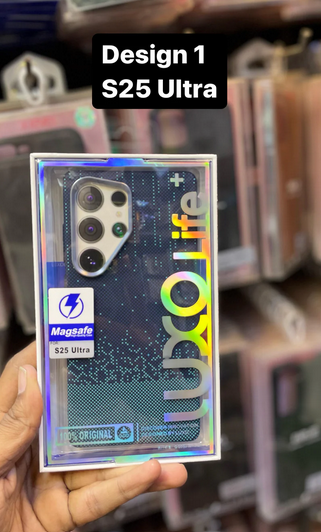 Design 1
S25 Ultra
LUXO Life+
Magsafe
S25 Ultra
100% ORIGINAL